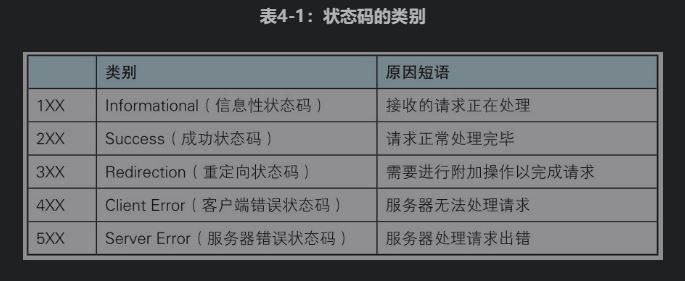 表4-1：状态码的类别
类别 原因短语
1XX Informational（信息性状态码） 接收的请求正在处理
2XX Success（成功状态码） 请求正常处理完毕
3XX Redirection（重定向状态码） 需要进行附加操作以完成请求
4XX Client Error（客户端错误状态码） 服务器无法处理请求
5XX Server Error（服务器错误状态码） 服务器处理请求出错